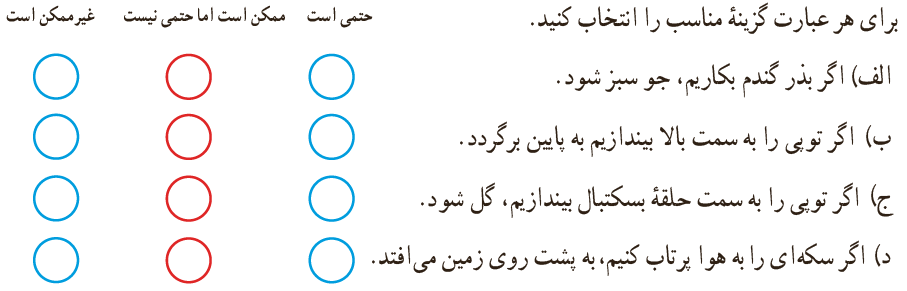 برای هر عبارت گزینهٔ مناسب را انتخاب کنید. حتمی است ممکن است اما حتمی نیست غیرممکن است
الف) اگر بذر گندم بکاریم، جو سبز شود.
ب) اگر توپی را به سمت بالا بیندازیم به پایین برگردد.
ج) اگر توپی را به سمت حلقهٔ بسکتبال بیندازیم، گل شود.
د) اگر سکه‌ای را به هوا پرتاب کنیم، به پشت روی زمین می‌افتد.